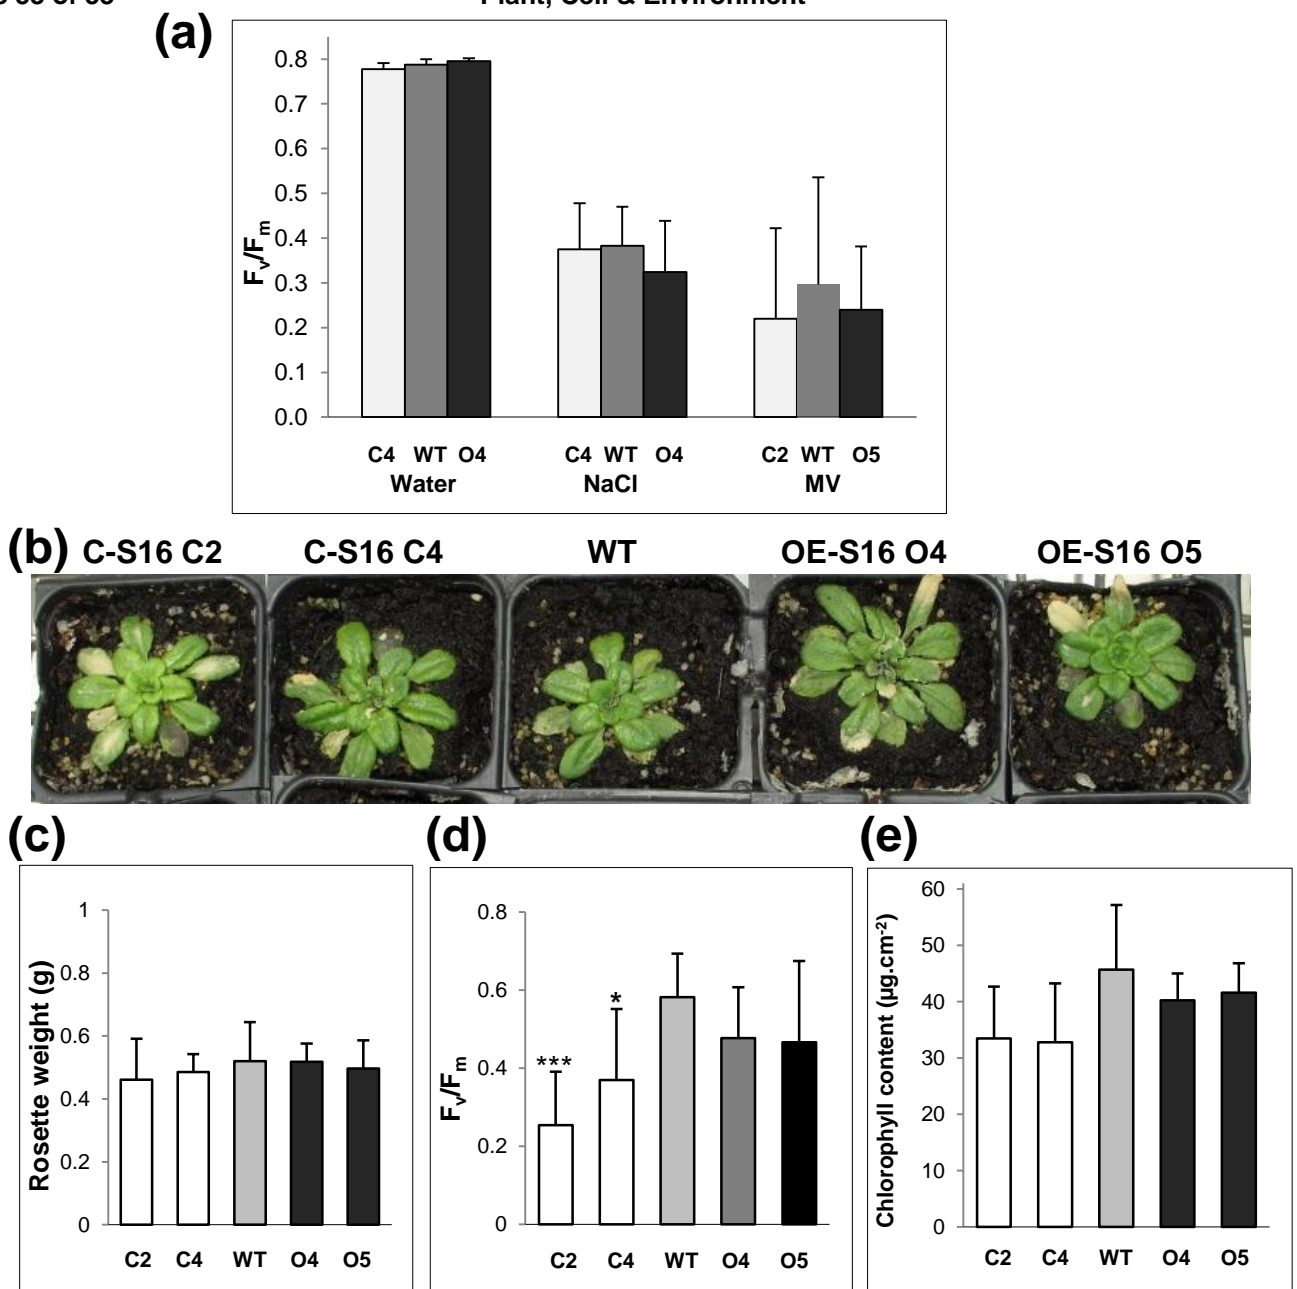 Plant, Cell & Environment
(a)
0.8
0.7
0.6
0.5
0.4
0.3
0.2
0.1
0.0
Fv/Fm
C4 WT O4 C4 WT O4 C2 WT O5
Water NaCl MV
(b) C-S16 C2 C-S16 C4 WT OE-S16 O4 OE-S16 O5
(c)
1
0.8
0.6
0.4
0.2
0
Rosette weight (g)
C2 C4 WT O4 O5
(d)
0.8
0.6
0.4
0.2
0
Fv/Fm
***
*
C2 C4 WT O4 O5
(e)
60
50
40
30
20
10
0
Chlorophyll content (µg.cm-2)
C2 C4 WT O4 O5